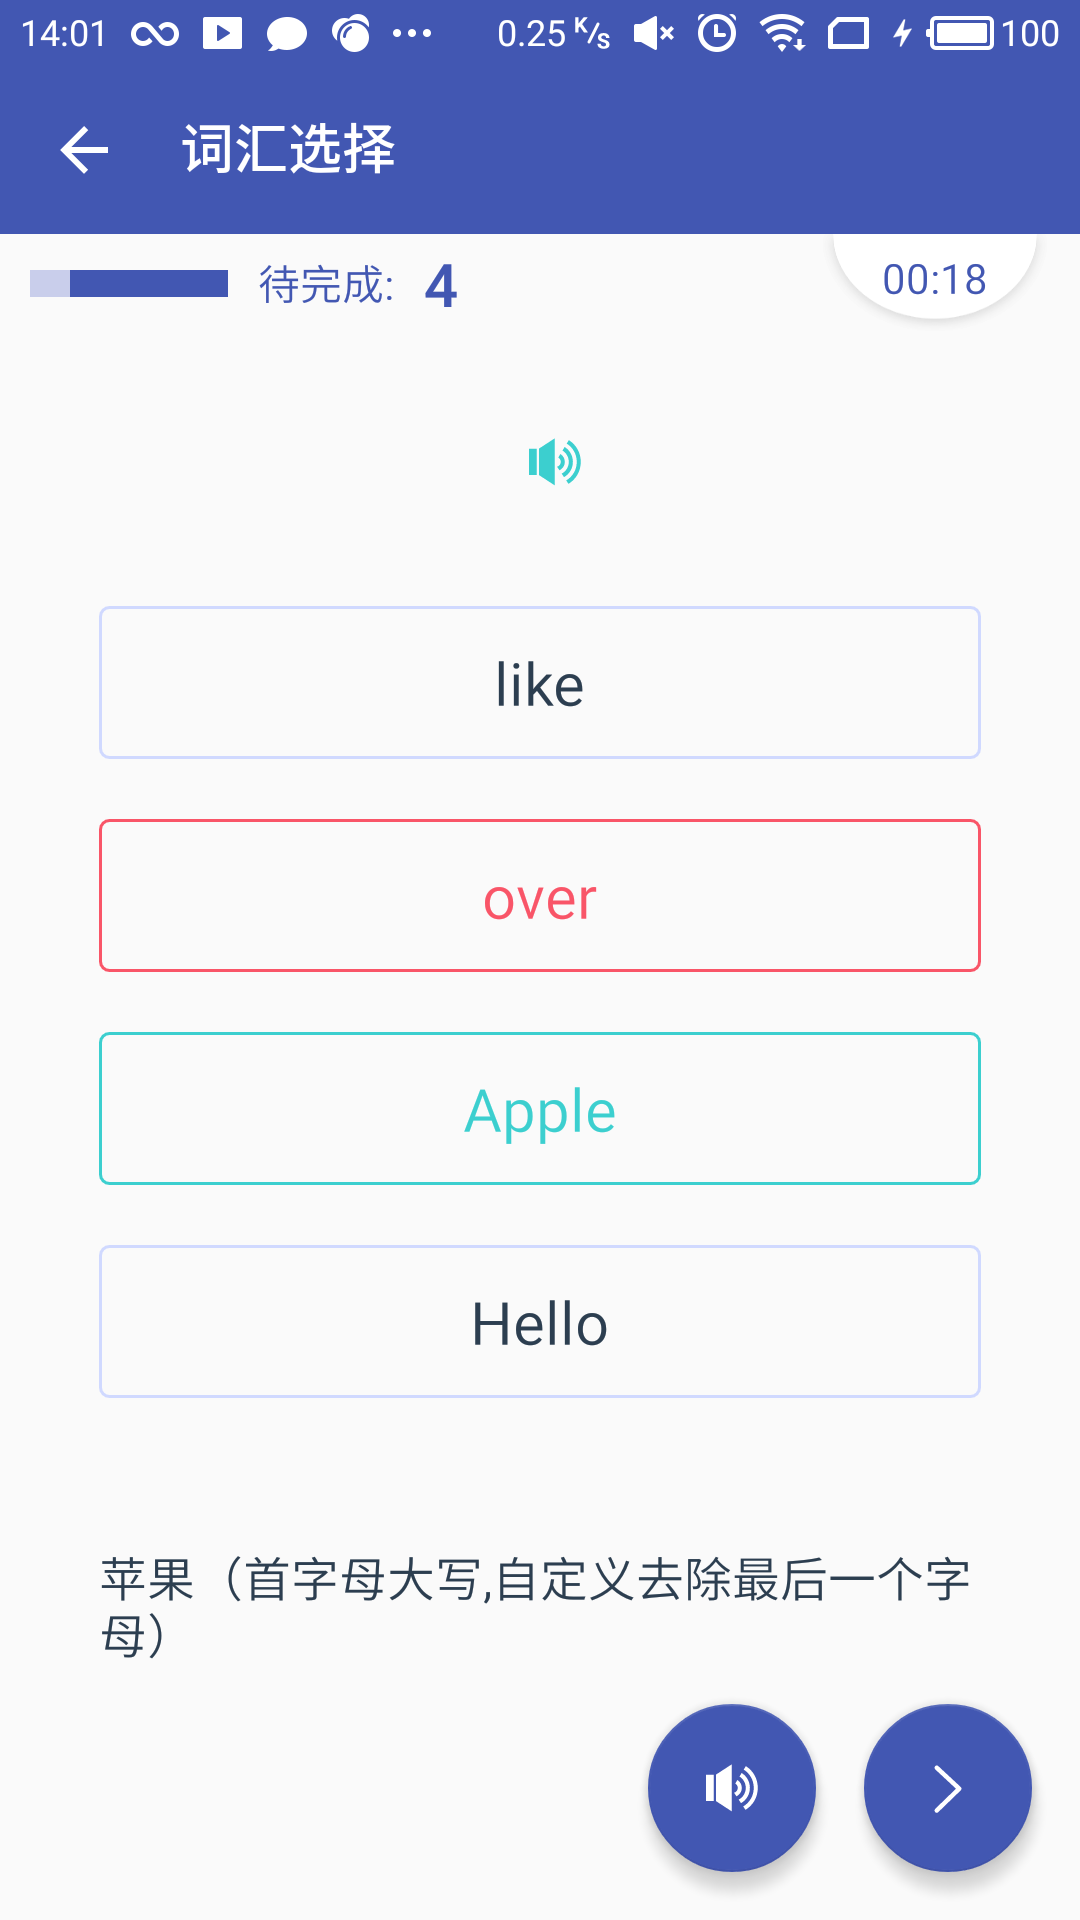 14:01 0.25 K/s 100
词汇选择
待完成: 4 00:18
like
over
Apple
Hello
苹果（首字母大写,自定义去除最后一个字
母）